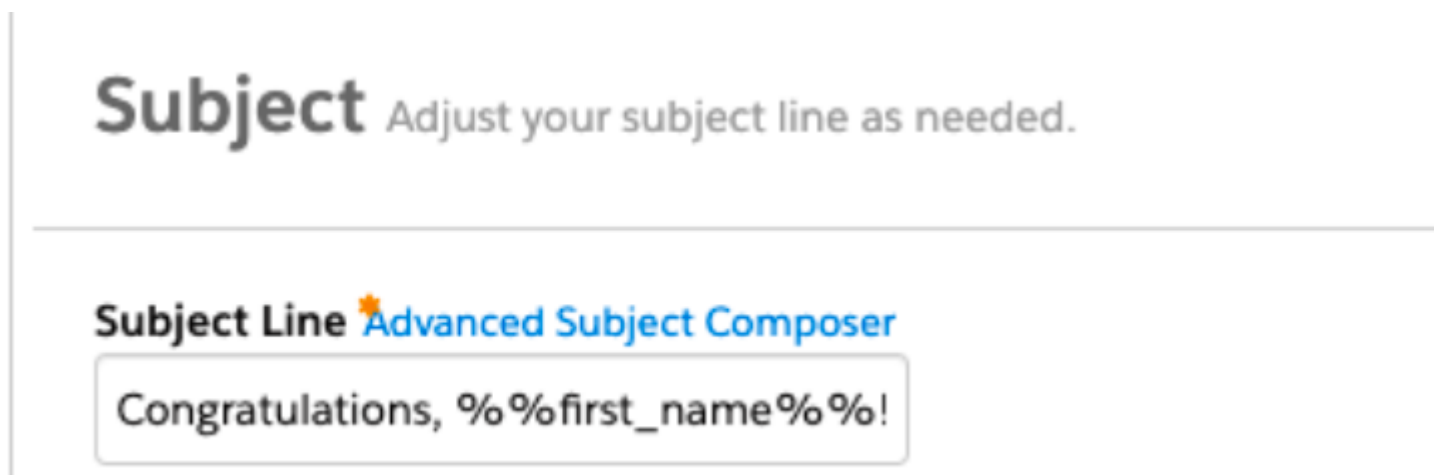 Subject Adjust your subject line as needed.
Subject Line *Advanced Subject Composer
Congratulations, %%first_name%%!